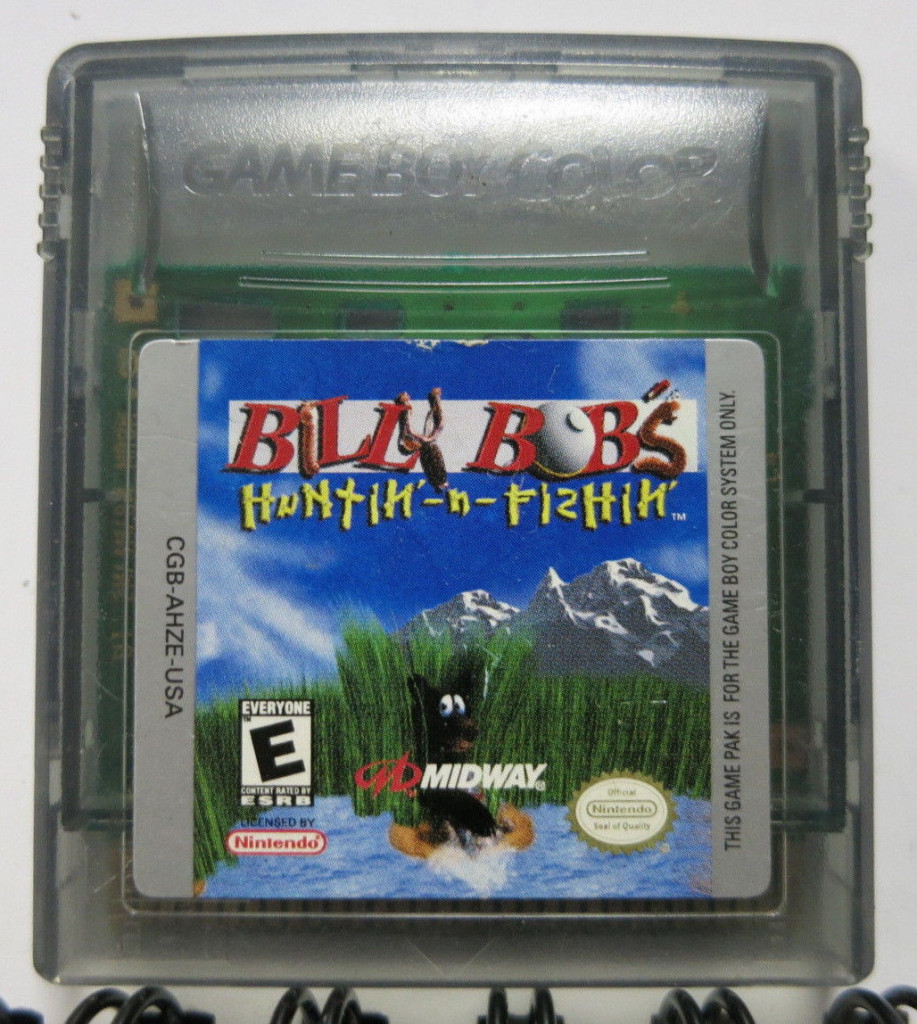 GAME BOY COLOR
BILLY BOB'S
HUNTIN'-n-FISHIN'™
CGB-AHZE-USA
THIS GAME PAK IS FOR THE GAME BOY COLOR SYSTEM ONLY.
EVERYONE
™
E
CONTENT RATED BY
ESRB
LICENSED BY
Nintendo®
MIDWAY®
Official
Nintendo
Seal of Quality